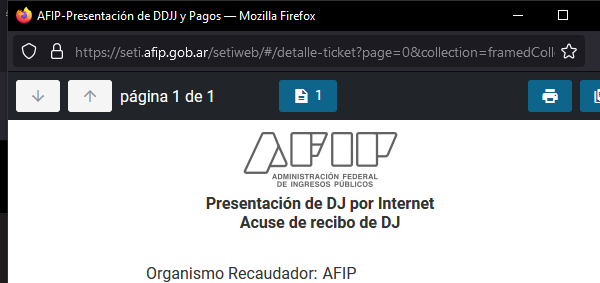 AFIP-Presentación de DDJJ y Pagos — Mozilla Firefox
https://seti.afip.gob.ar/setiweb/#/detalle-ticket?page=0&collection=framedColle
página 1 de 1
1
AFIP
ADMINISTRACIÓN FEDERAL
DE INGRESOS PÚBLICOS
Presentación de DJ por Internet
Acuse de recibo de DJ
Organismo Recaudador: AFIP